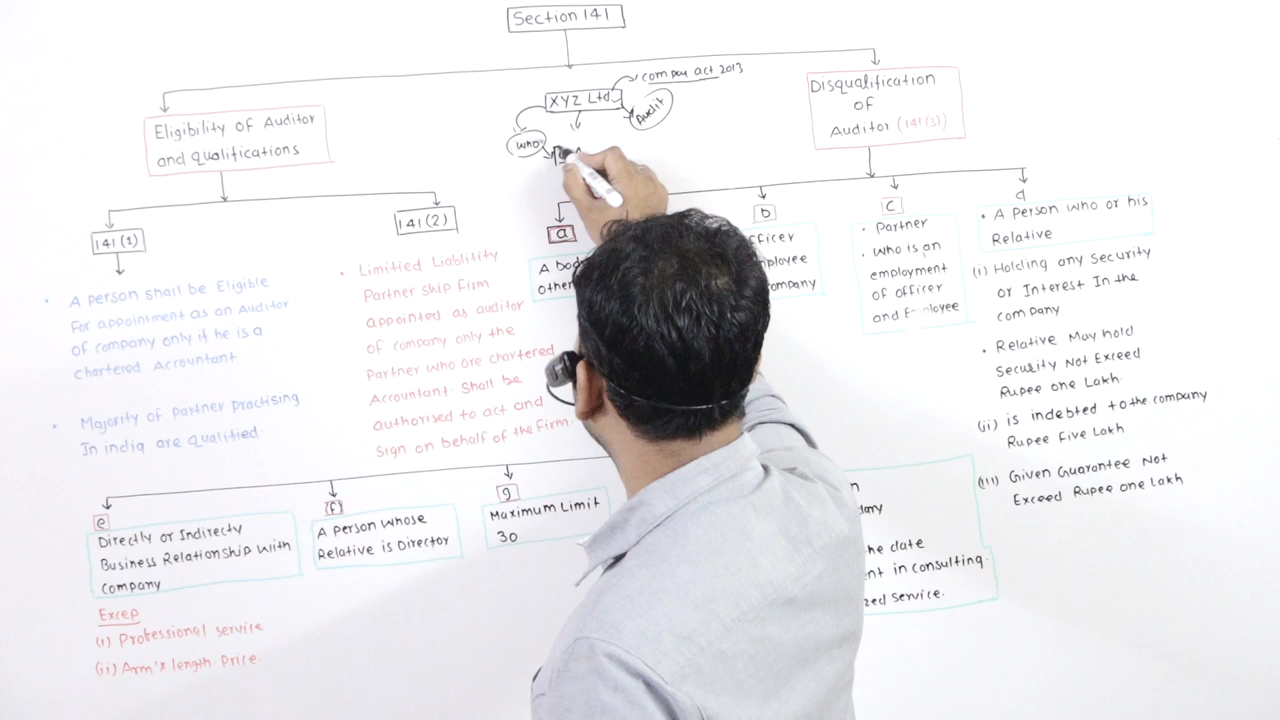 Section 141
compau act 2013
XYZ Ltd.
Audit
who
Eligibility of Auditor
and qualifications
Disqualification
OF
Auditor (141(3)
141(1)
141(2)
A person shall be Eligible
For appointment as an Auditor
of company only if he is a
chartered Accountant
Majority of Partner practising
In india are qualified.
Limitied Liablitity
Partner ship Firm
appointed as auditor
of company only the
Partner who are chartered
Accountant. Shall be
authorised to act and
Sign on behalf of the Firm.
a
A bod
other
b
fficer
mployee
ompany
c
Partner
Who is an
employment
of officer
and Employee
d
A Person who or his
Relative
(i) Holding any Security
or Interest In the
company
Relative May hold
Security Not Exceed
Rupee one Lakh.
(ii) is indebted to the company
Rupee Five Lakh
(iii) Given Guarantee Not
Exceed Rupee one Lakh
e
Directly or Indirecty
Business Relationship with
company
Excep
(i) Professional service
(ii) Arm's length. Price.
f
A person whose
Relative is Director
g
Maximum Limit
30
n
dary
he date
ent in consulting.
zed service.